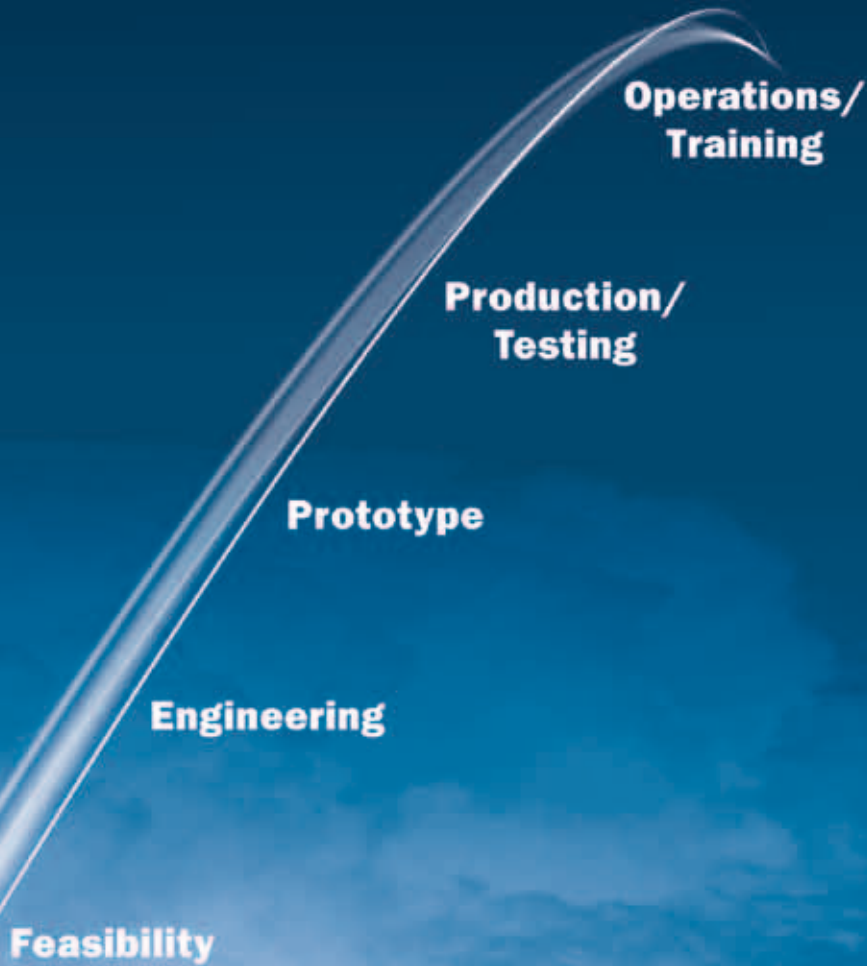 Operations/
Training
Production/
Testing
Prototype
Engineering
Feasibility